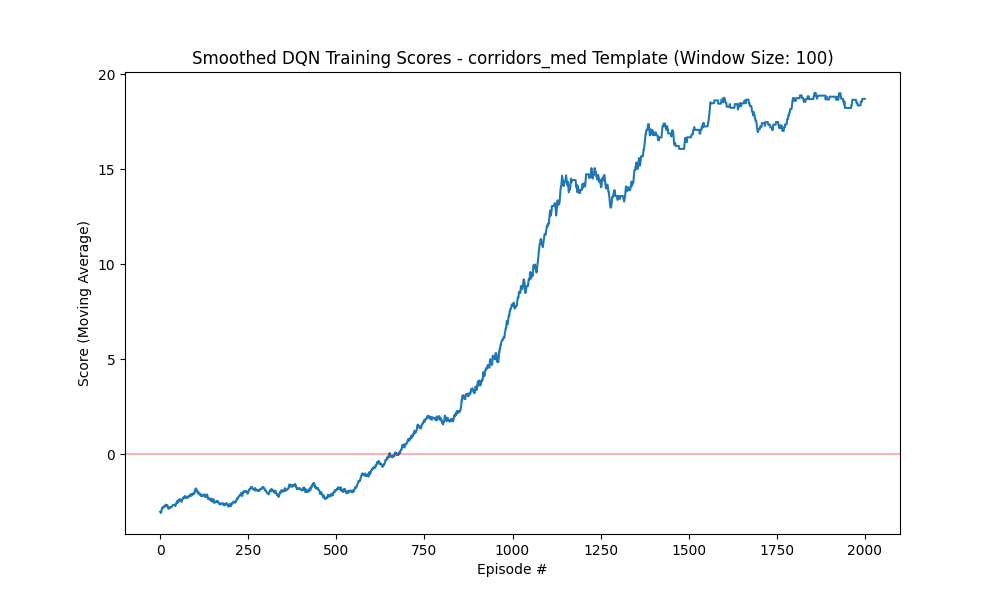 Smoothed DQN Training Scores - corridors_med Template (Window Size: 100)
Score (Moving Average)
20
15
10
5
0
0 250 500 750 1000 1250 1500 1750 2000
Episode #